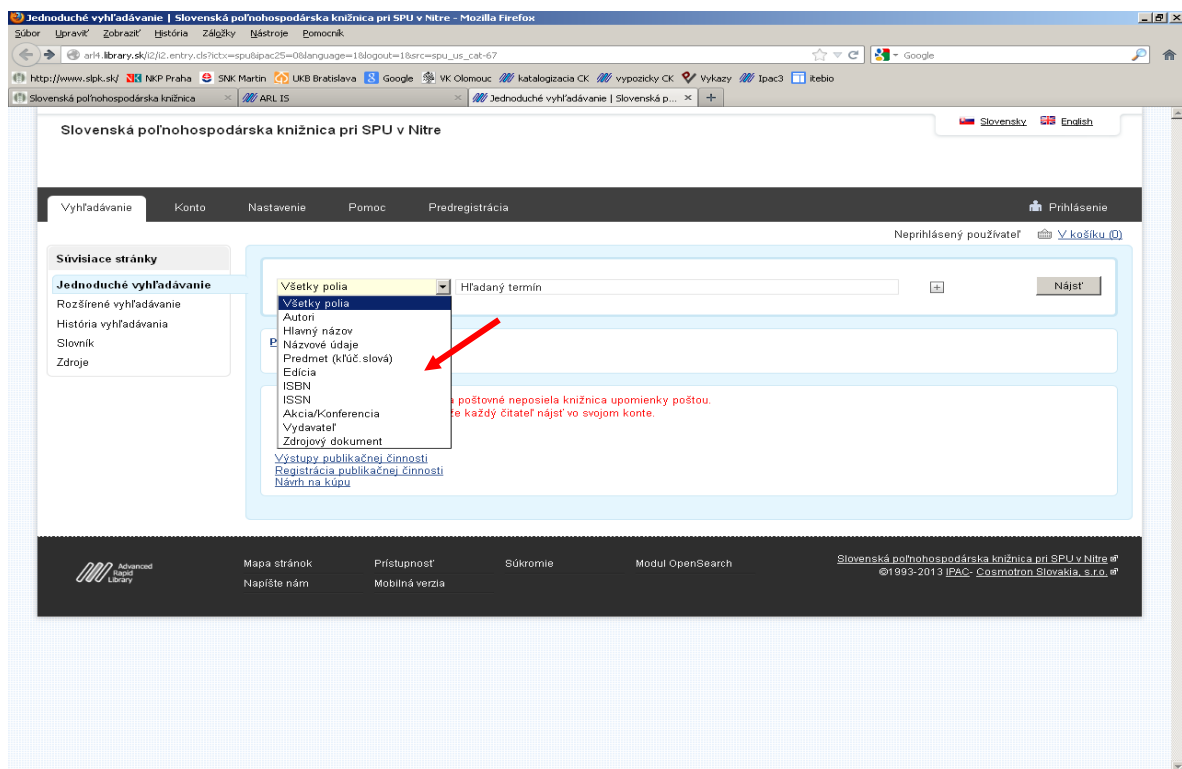 Jednoduché vyhľadávanie | Slovenská poľnohospodárska knižnica pri SPU v Nitre - Mozilla Firefox
Súbor Upraviť Zobraziť História Záložky Nástroje Pomocník
arl4.library.sk/i2/i2.entry.cls?ictx=spu&ipac25=0&language=1&logout=1&src=spu_us_cat-67 Google
http://www.slpk.sk/ NKP Praha SNK Martin UKB Bratislava Google VK Olomouc katalogizacia CK vypozicky CK Vykazy Ipac3 itebio
Slovenská poľnohospodárska knižnica ARL IS Jednoduché vyhľadávanie | Slovenská p...
Slovenská poľnohospodárska knižnica pri SPU v Nitre
Slovensky English
Vyhľadávanie Konto Nastavenie Pomoc Predregistrácia Prihlásenie
Neprihlásený používateľ V košíku (0)
Súvisiace stránky
Jednoduché vyhľadávanie
Rozšírené vyhľadávanie
História vyhľadávania
Slovník
Zdroje
Všetky polia Hľadaný termín Nájsť
Všetky polia
Autori
Hlavný názov
Názvové údaje
Predmet (kľúč.slová)
Edícia
ISBN
ISSN
Akcia/Konferencia
Vydavateľ
Zdrojový dokument
P
poštovné neposiela knižnica upomienky poštou.
každý čitateľ nájsť vo svojom konte.
Výstupy publikačnej činnosti
Registrácia publikačnej činnosti
Návrh na kúpu
Advanced
Rapid
Library
Mapa stránok Prístupnosť Súkromie Modul OpenSearch
Napíšte nám Mobilná verzia
Slovenská poľnohospodárska knižnica pri SPU v Nitre
©1993-2013 IPAC- Cosmotron Slovakia, s.r.o.